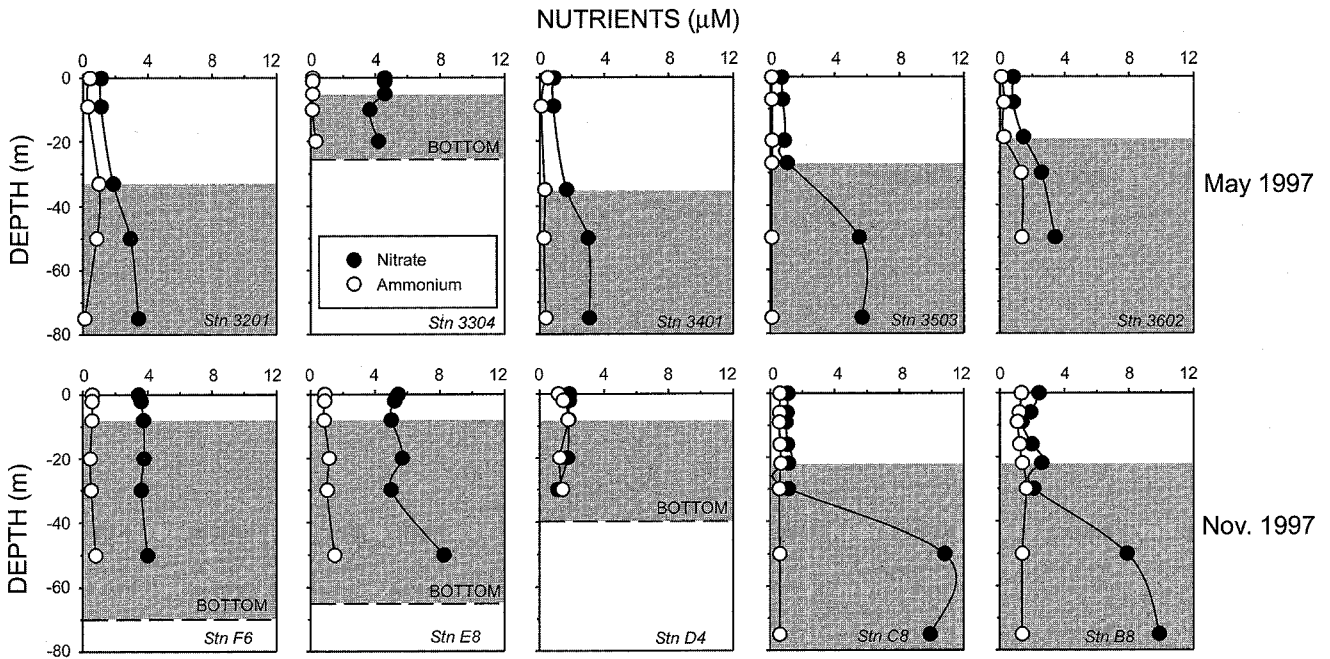 NUTRIENTS (μM)
0 4 8 12 0 4 8 12 0 4 8 12 0 4 8 12 0 4 8 12
DEPTH (m)
0
-20
-40
-60
-80
BOTTOM
Nitrate
Ammonium
Stn 3201
Stn 3304
Stn 3401
Stn 3503
Stn 3602
May 1997
0 4 8 12 0 4 8 12 0 4 8 12 0 4 8 12 0 4 8 12
DEPTH (m)
0
-20
-40
-60
-80
BOTTOM
BOTTOM
BOTTOM
Stn F6
Stn E8
Stn D4
Stn C8
Stn B8
Nov. 1997